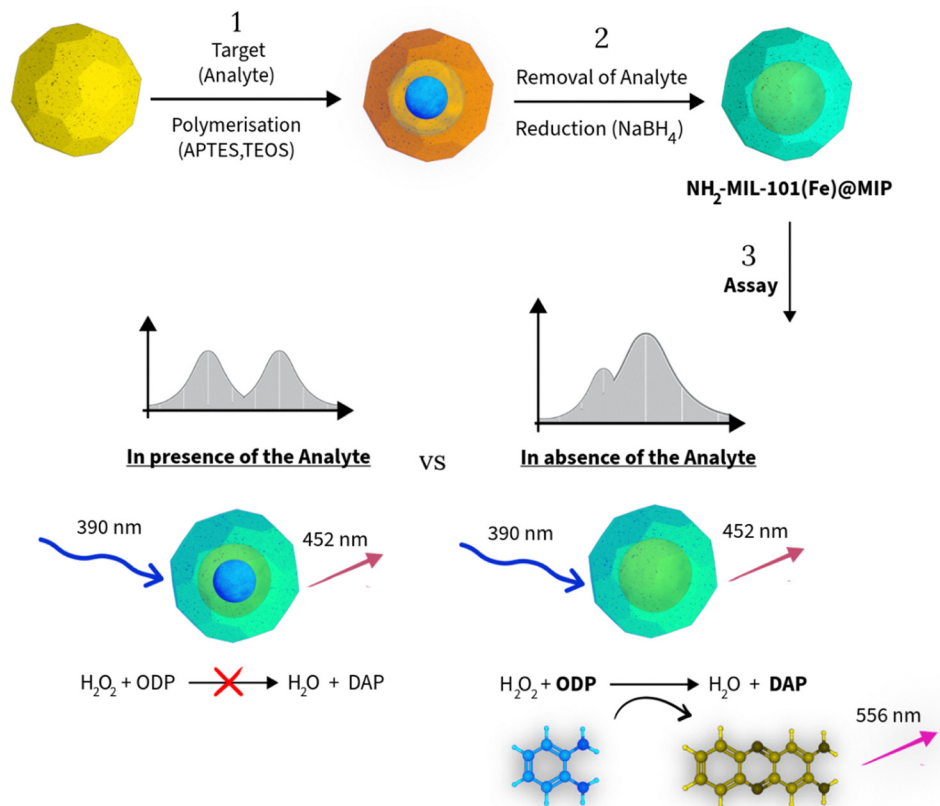 1
Target
(Analyte)
Polymerisation
(APTES,TEOS)
2
Removal of Analyte
Reduction (NaBH₄)
NH₂-MIL-101(Fe)@MIP
3
Assay
In presence of the Analyte
vs
In absence of the Analyte
390 nm
452 nm
390 nm
452 nm
H₂O₂ + ODP
H₂O + DAP
H₂O₂ + ODP
H₂O + DAP
556 nm